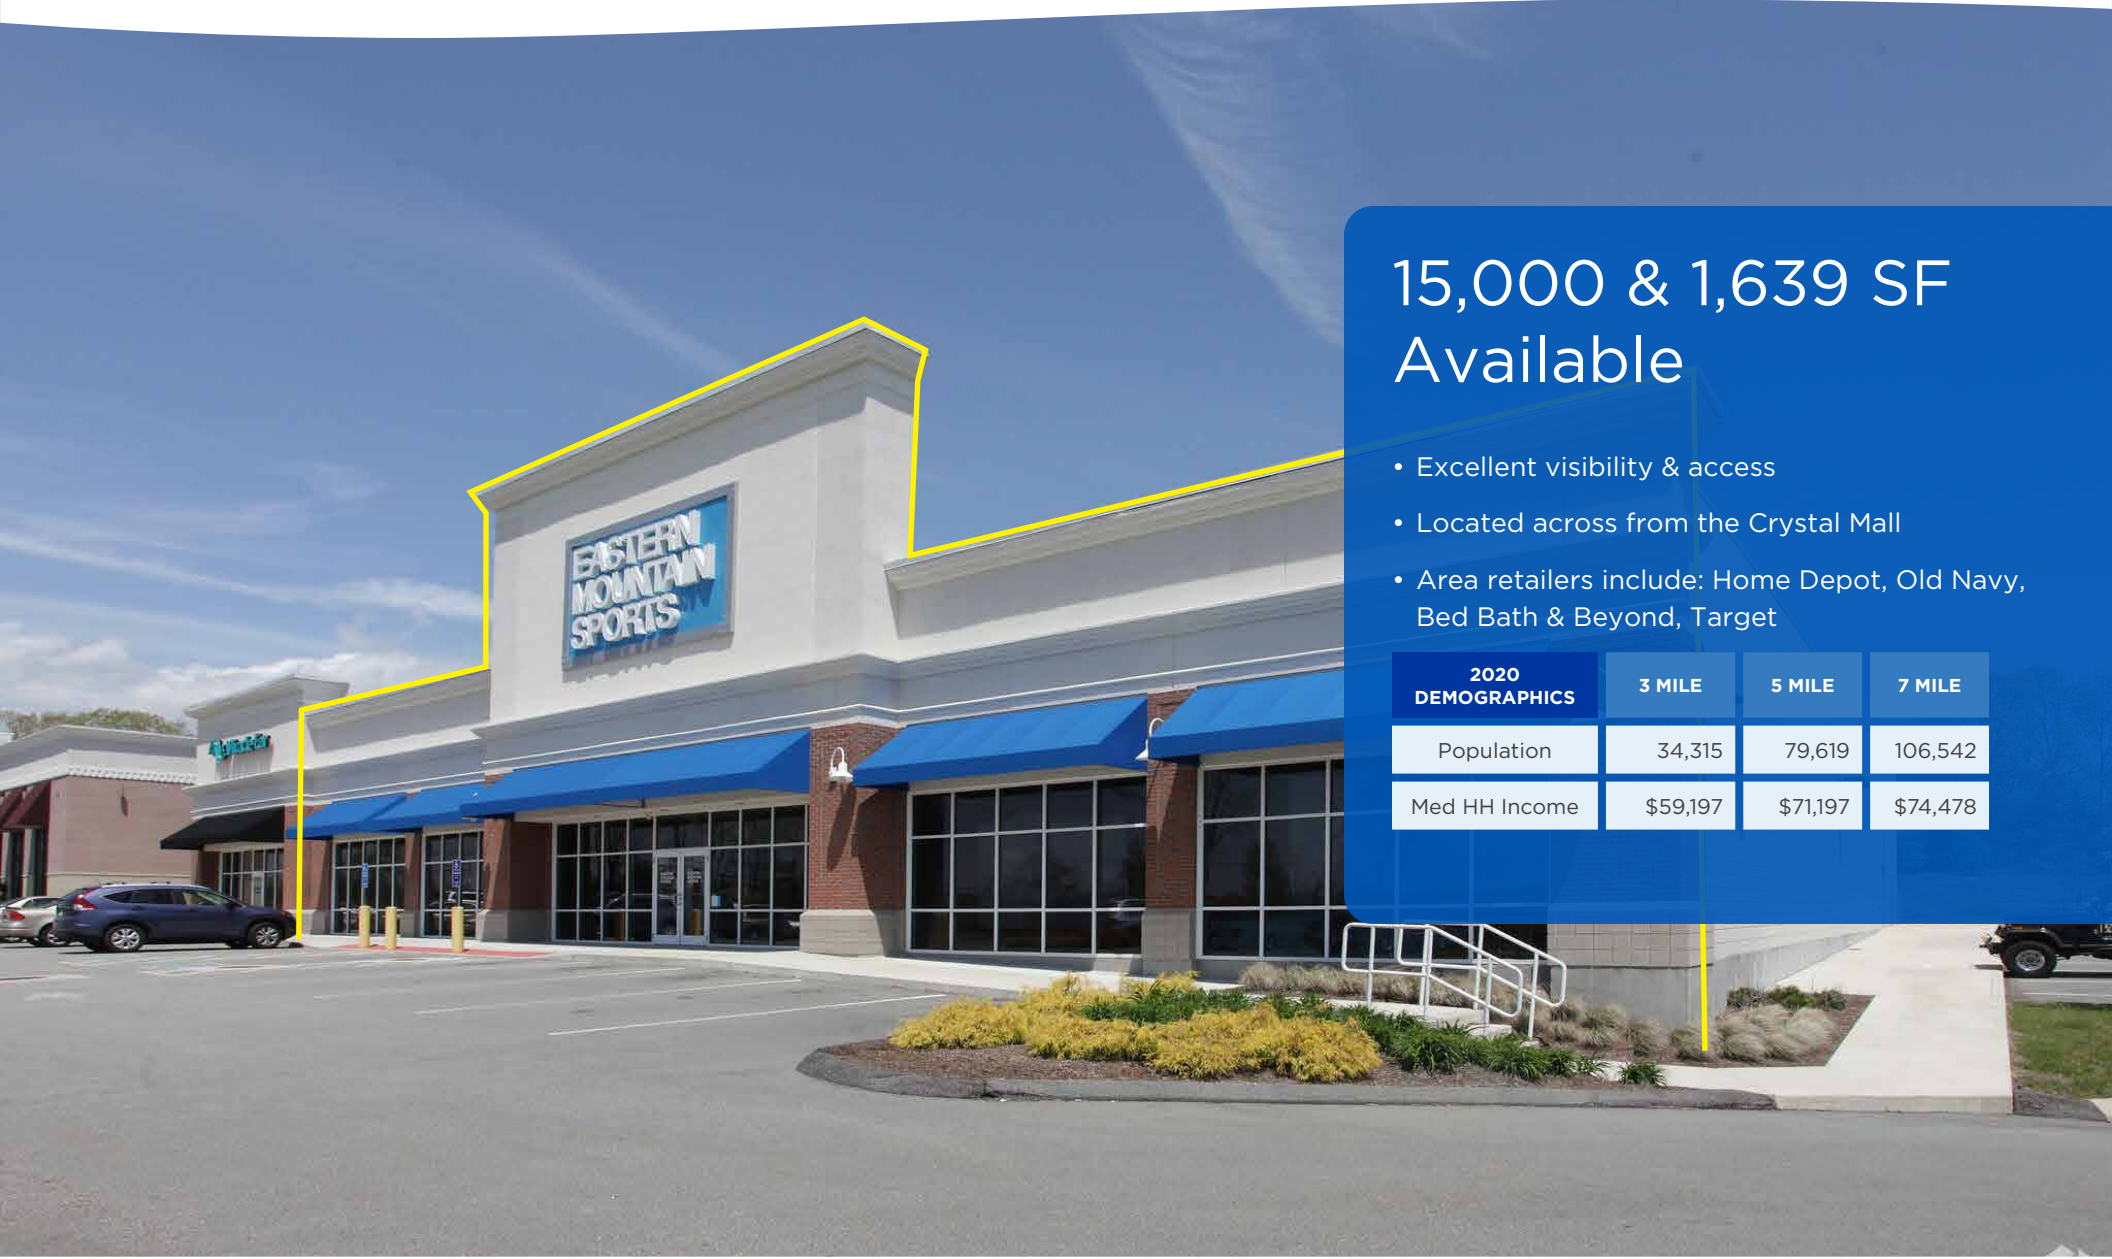 15,000 & 1,639 SF
Available
• Excellent visibility & access
• Located across from the Crystal Mall
• Area retailers include: Home Depot, Old Navy,
Bed Bath & Beyond, Target
2020
DEMOGRAPHICS
3 MILE
5 MILE
7 MILE
Population
34,315
79,619
106,542
Med HH Income
$59,197
$71,197
$74,478
EASTERN
MOUNTAIN
SPORTS
Miracle-Ear